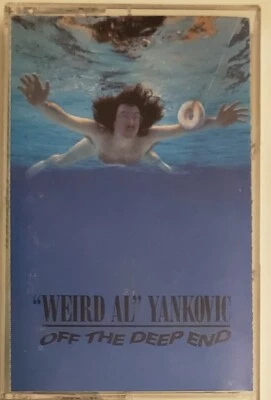 “WEIRD AL” YANKOVIC
OFF THE DEEP END